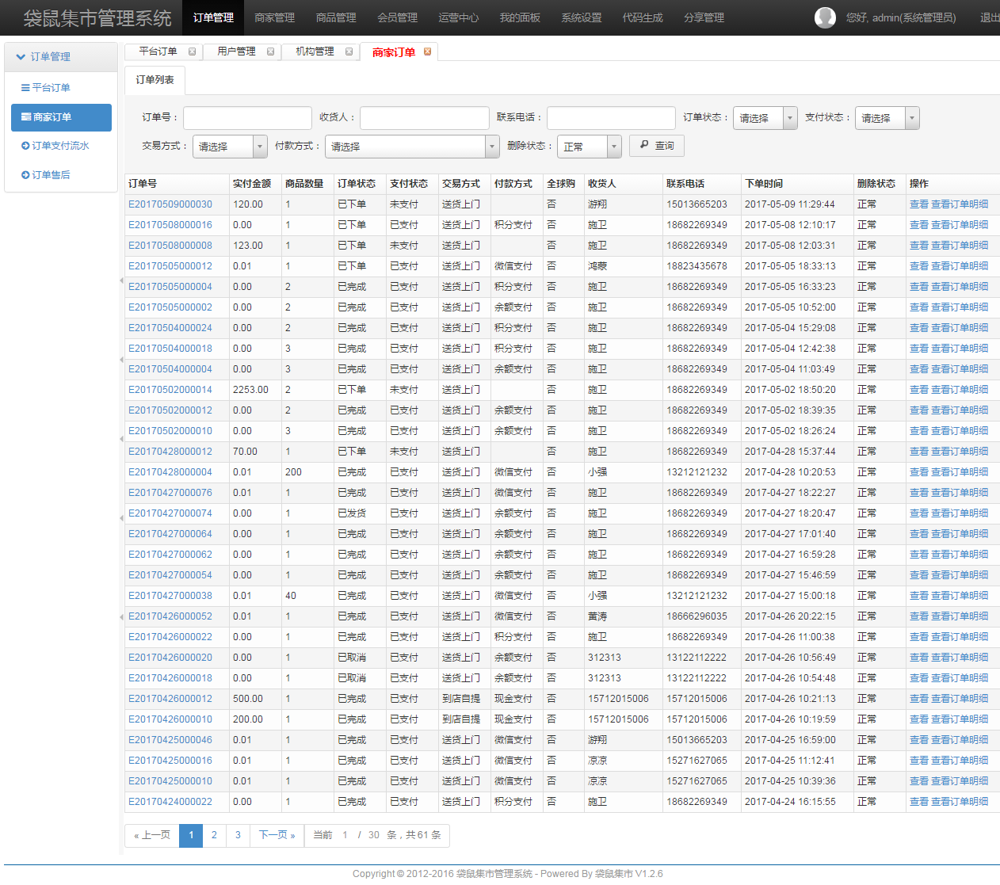 袋鼠集市管理系统 订单管理 商家管理 商品管理 会员管理 运营中心 我的面板 系统设置 代码生成 分享管理 您好, admin(系统管理员) 退出
订单管理
平台订单
商家订单
订单支付流水
订单售后
平台订单 用户管理 机构管理 商家订单
订单列表
订单号： 收货人： 联系电话： 订单状态： 请选择 支付状态： 请选择
交易方式： 请选择 付款方式： 请选择 删除状态： 正常 查询
订单号 实付金额 商品数量 订单状态 支付状态 交易方式 付款方式 全球购 收货人 联系电话 下单时间 删除状态 操作
E20170509000030 120.00 1 已下单 未支付 送货上门 否 游翔 15013665203 2017-05-09 11:29:44 正常 查看 查看订单明细
E20170508000016 0.00 1 已下单 已支付 送货上门 积分支付 否 施卫 18682269349 2017-05-08 12:10:17 正常 查看 查看订单明细
E20170508000008 123.00 1 已下单 未支付 送货上门 否 施卫 18682269349 2017-05-08 12:03:31 正常 查看 查看订单明细
E20170505000012 0.01 1 已下单 已支付 送货上门 微信支付 否 鸿蒙 18823435678 2017-05-05 18:33:13 正常 查看 查看订单明细
E20170505000004 0.00 2 已完成 已支付 送货上门 积分支付 否 施卫 18682269349 2017-05-05 16:33:23 正常 查看 查看订单明细
E20170505000002 0.00 2 已完成 已支付 送货上门 余额支付 否 施卫 18682269349 2017-05-05 10:52:00 正常 查看 查看订单明细
E20170504000024 0.00 2 已完成 已支付 送货上门 积分支付 否 施卫 18682269349 2017-05-04 15:29:08 正常 查看 查看订单明细
E20170504000018 0.00 3 已完成 已支付 送货上门 积分支付 否 施卫 18682269349 2017-05-04 12:42:38 正常 查看 查看订单明细
E20170504000004 0.00 3 已完成 已支付 送货上门 余额支付 否 施卫 18682269349 2017-05-04 11:03:49 正常 查看 查看订单明细
E20170502000014 2253.00 2 已下单 未支付 送货上门 否 施卫 18682269349 2017-05-02 18:50:20 正常 查看 查看订单明细
E20170502000012 0.00 2 已完成 已支付 送货上门 余额支付 否 施卫 18682269349 2017-05-02 18:39:35 正常 查看 查看订单明细
E20170502000010 0.00 3 已完成 已支付 送货上门 余额支付 否 施卫 18682269349 2017-05-02 18:26:24 正常 查看 查看订单明细
E20170428000012 70.00 1 已下单 未支付 送货上门 否 施卫 18682269349 2017-04-28 15:37:44 正常 查看 查看订单明细
E20170428000004 0.01 200 已完成 已支付 送货上门 微信支付 否 小强 13212121232 2017-04-28 10:20:53 正常 查看 查看订单明细
E20170427000076 0.01 1 已完成 已支付 送货上门 微信支付 否 施卫 18682269349 2017-04-27 18:22:27 正常 查看 查看订单明细
E20170427000074 0.00 1 已发货 已支付 送货上门 余额支付 否 施卫 18682269349 2017-04-27 18:20:47 正常 查看 查看订单明细
E20170427000064 0.00 1 已完成 已支付 送货上门 余额支付 否 施卫 18682269349 2017-04-27 17:01:40 正常 查看 查看订单明细
E20170427000062 0.00 1 已完成 已支付 送货上门 余额支付 否 施卫 18682269349 2017-04-27 16:59:28 正常 查看 查看订单明细
E20170427000054 0.00 1 已完成 已支付 送货上门 余额支付 否 施卫 18682269349 2017-04-27 15:46:59 正常 查看 查看订单明细
E20170427000038 0.01 40 已完成 已支付 送货上门 微信支付 否 小强 13212121232 2017-04-27 15:00:18 正常 查看 查看订单明细
E20170426000052 0.01 1 已完成 已支付 送货上门 微信支付 否 黄涛 18666296035 2017-04-26 20:22:15 正常 查看 查看订单明细
E20170426000022 0.00 1 已完成 已支付 送货上门 积分支付 否 施卫 18682269349 2017-04-26 11:00:38 正常 查看 查看订单明细
E20170426000020 0.00 1 已取消 已支付 送货上门 余额支付 否 312313 13122112222 2017-04-26 10:56:49 正常 查看 查看订单明细
E20170426000018 0.00 1 已取消 已支付 送货上门 余额支付 否 312313 13122112222 2017-04-26 10:54:48 正常 查看 查看订单明细
E20170426000012 500.00 1 已完成 已支付 到店自提 现金支付 否 15712015006 15712015006 2017-04-26 10:21:13 正常 查看 查看订单明细
E20170426000010 200.00 1 已完成 已支付 到店自提 现金支付 否 15712015006 15712015006 2017-04-26 10:19:59 正常 查看 查看订单明细
E20170425000046 0.01 1 已完成 已支付 送货上门 微信支付 否 游翔 15013665203 2017-04-25 16:59:00 正常 查看 查看订单明细
E20170425000016 0.01 1 已完成 已支付 送货上门 微信支付 否 凉凉 15271627065 2017-04-25 11:12:41 正常 查看 查看订单明细
E20170425000010 0.01 1 已完成 已支付 送货上门 微信支付 否 凉凉 15271627065 2017-04-25 10:39:36 正常 查看 查看订单明细
E20170424000022 0.00 1 已完成 已支付 送货上门 积分支付 否 施卫 18682269349 2017-04-24 16:15:55 正常 查看 查看订单明细
« 上一页 1 2 3 下一页 » 当前 1 / 30 条，共 61 条
Copyright © 2012-2016 袋鼠集市管理系统 - Powered By 袋鼠集市 V1.2.6